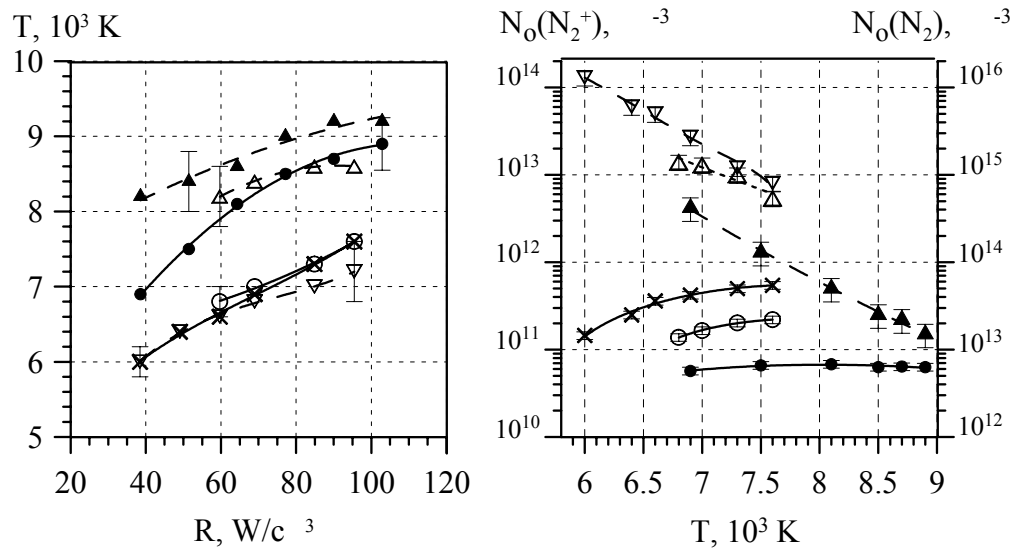 T, 10³ K
10
9
8
7
6
5
20 40 60 80 100 120
R, W/c ³
Nₒ(N₂⁺), ⁻³
Nₒ(N₂), ⁻³
10¹⁴
10¹³
10¹²
10¹¹
10¹⁰
10¹⁶
10¹⁵
10¹⁴
10¹³
10¹²
6 6.5 7 7.5 8 8.5 9
T, 10³ K